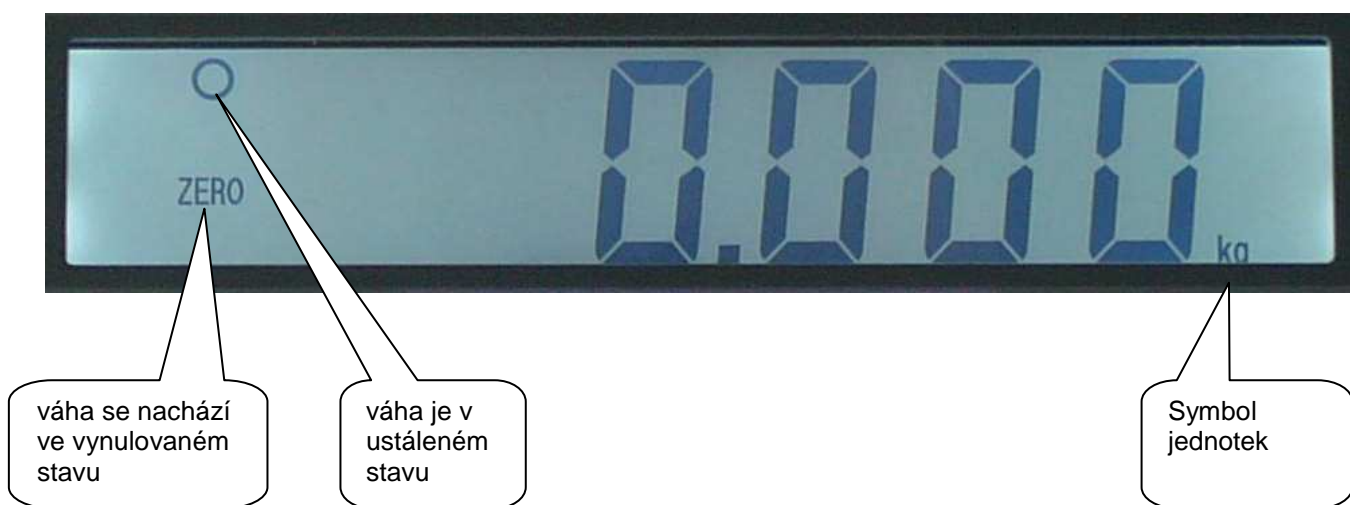 0.000
ZERO
kg
váha se nachází
ve vynulovaném
stavu
váha je v
ustáleném
stavu
Symbol
jednotek